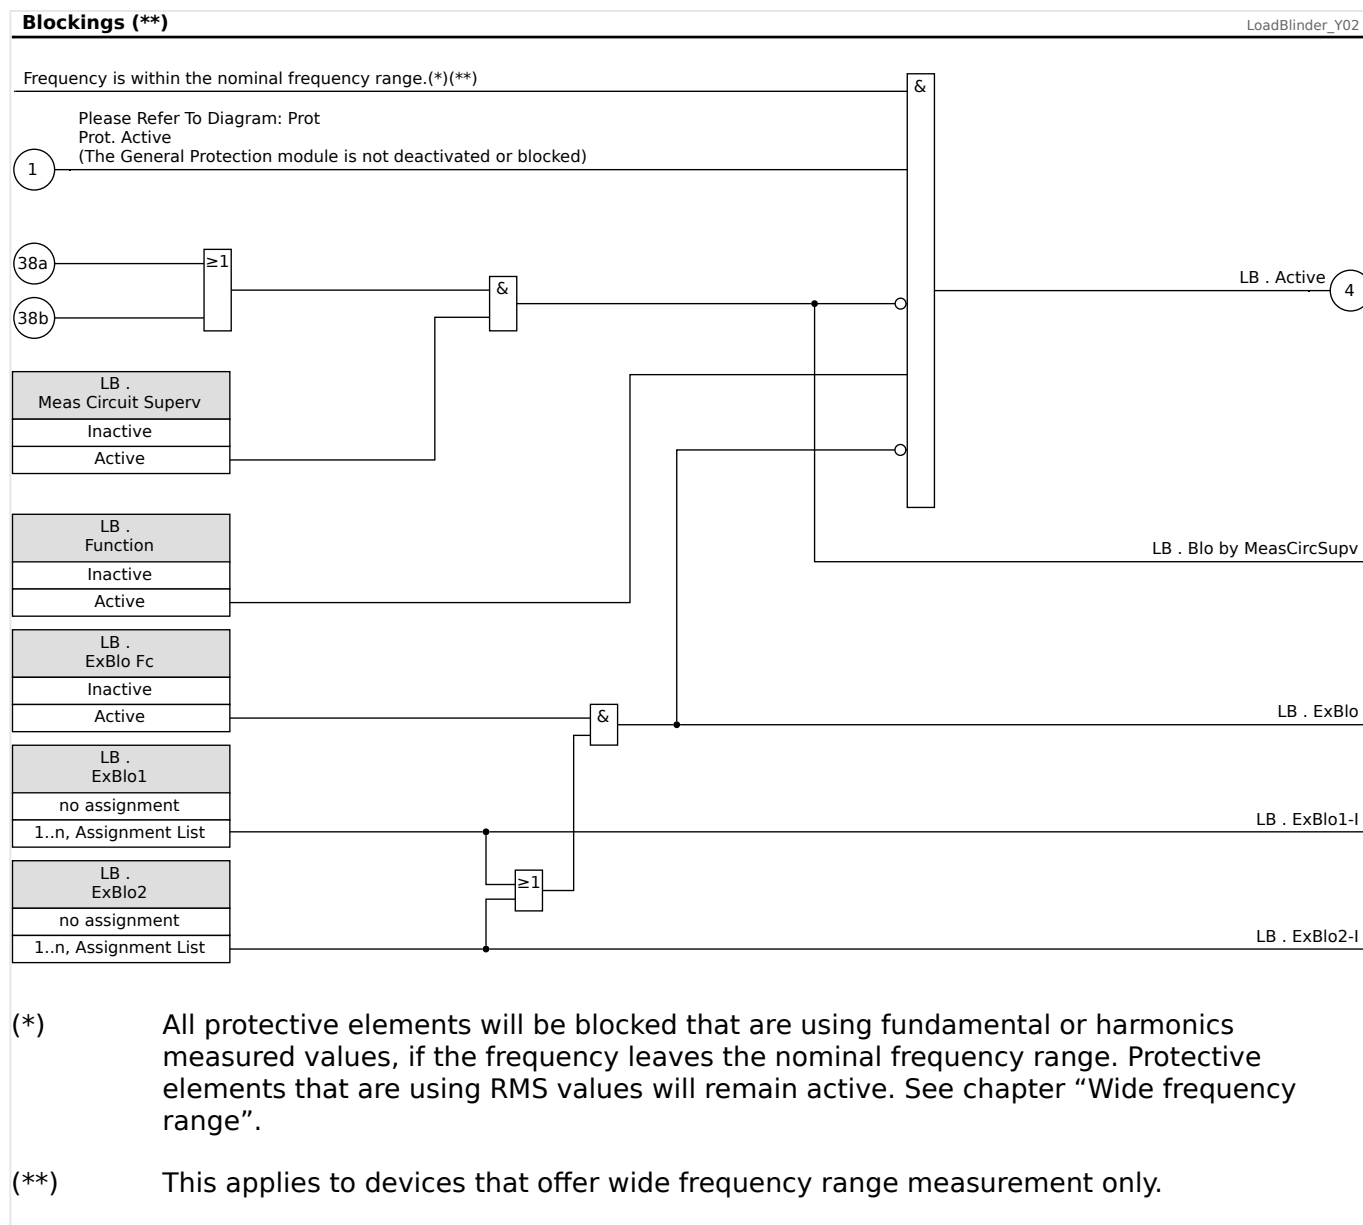 Blockings (**)
LoadBlinder_Y02
Frequency is within the nominal frequency range.(*)(**)
&
Please Refer To Diagram: Prot
Prot. Active
(The General Protection module is not deactivated or blocked)
1
38a
≥1
38b
&
LB . Active
4
LB .
Meas Circuit Superv
Inactive
Active
LB .
Function
Inactive
Active
LB . Blo by MeasCircSupv
LB .
ExBlo Fc
Inactive
Active
&
LB . ExBlo
LB .
ExBlo1
no assignment
1..n, Assignment List
LB . ExBlo1-I
LB .
ExBlo2
no assignment
1..n, Assignment List
≥1
LB . ExBlo2-I
(*) All protective elements will be blocked that are using fundamental or harmonics
measured values, if the frequency leaves the nominal frequency range. Protective
elements that are using RMS values will remain active. See chapter “Wide frequency
range”.
(**) This applies to devices that offer wide frequency range measurement only.